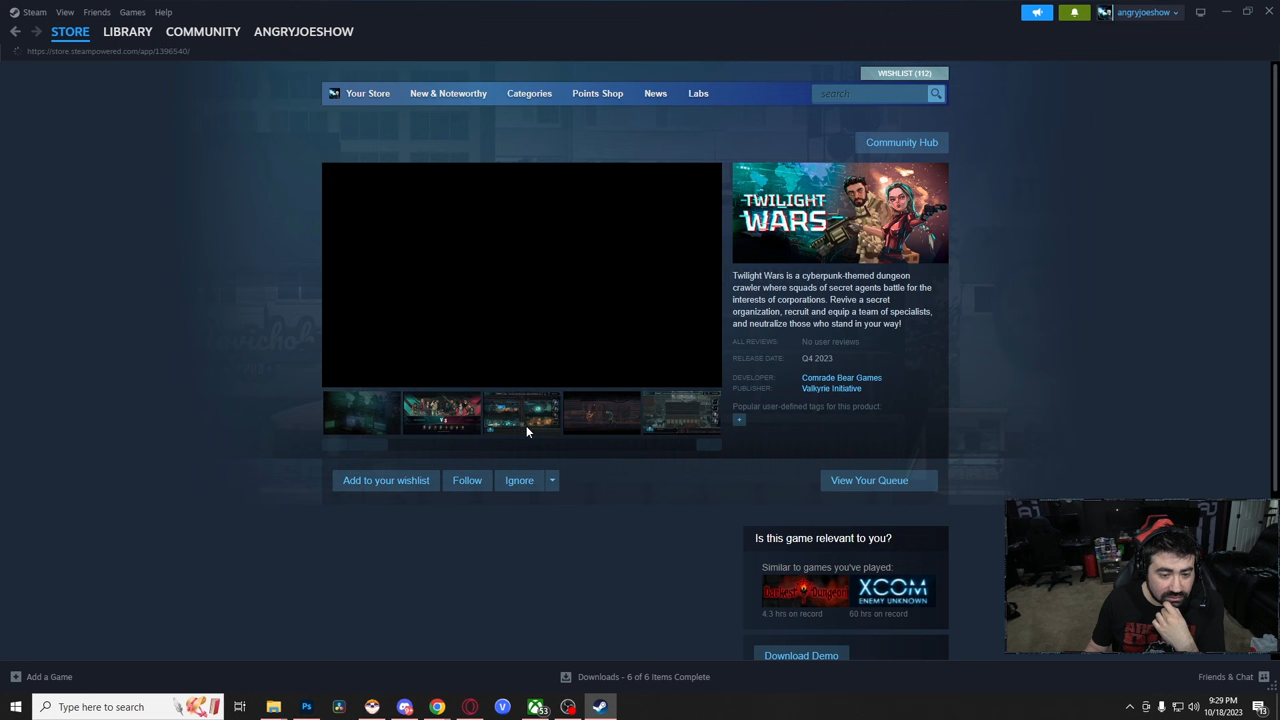 Steam View Friends Games Help
angryjoeshow
STORE LIBRARY COMMUNITY ANGRYJOESHOW
https://store.steampowered.com/app/1396540/
WISHLIST (112)
Your Store New & Noteworthy Categories Points Shop News Labs search
Community Hub
TWILIGHT
WARS
Twilight Wars is a cyberpunk-themed dungeon
crawler where squads of secret agents battle for the
interests of corporations. Revive a secret
organization, recruit and equip a team of specialists,
and neutralize those who stand in your way!
ALL REVIEWS: No user reviews
RELEASE DATE: Q4 2023
DEVELOPER: Comrade Bear Games
PUBLISHER: Valkyrie Initiative
Popular user-defined tags for this product:
+
Add to your wishlist Follow Ignore View Your Queue
Is this game relevant to you?
Similar to games you've played:
Darkest Dungeon XCOM
ENEMY UNKNOWN
4.3 hrs on record 60 hrs on record
Download Demo
Add a Game Downloads - 6 of 6 Items Complete Friends & Chat
Type here to search
53
9:29 PM
10/18/2023